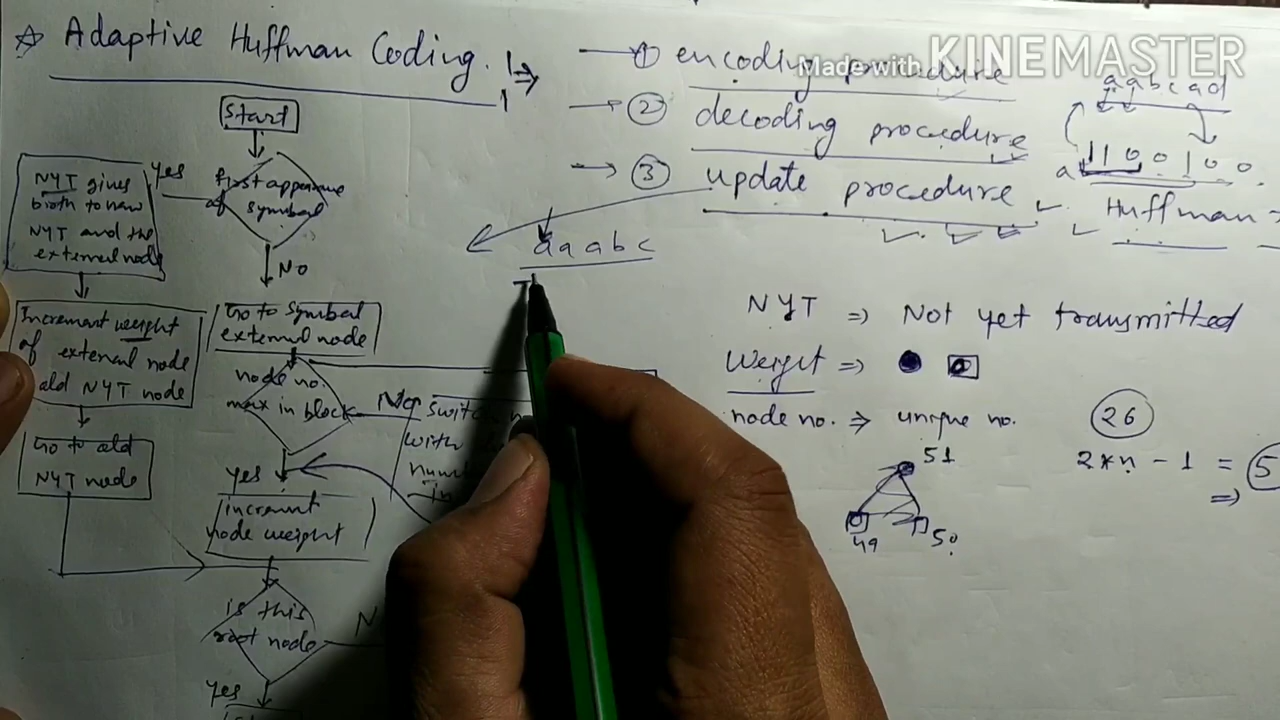 ☆ Adaptive Huffman Coding.
→ ① encoding procedure
→ ② decoding procedure
→ ③ update procedure
Made with KINEMASTER
aabcad
a 1100100.
Huffman
Start
first appearance
of symbol
Yes
No
NYT gives
birth to new
NYT and the
external node
Increment weight
of external node
old NYT node
Go to old
NYT node
Go to symbol
external node
node no.
max in block
No
Switch
with
yes
increment
node weight
is this
root node
N
yes
aaabc
NYT ⇒ Not yet transmitted
Weight ⇒
node no. ⇒ unique no.
26
2*n - 1 = 5
⇒
51
49
50